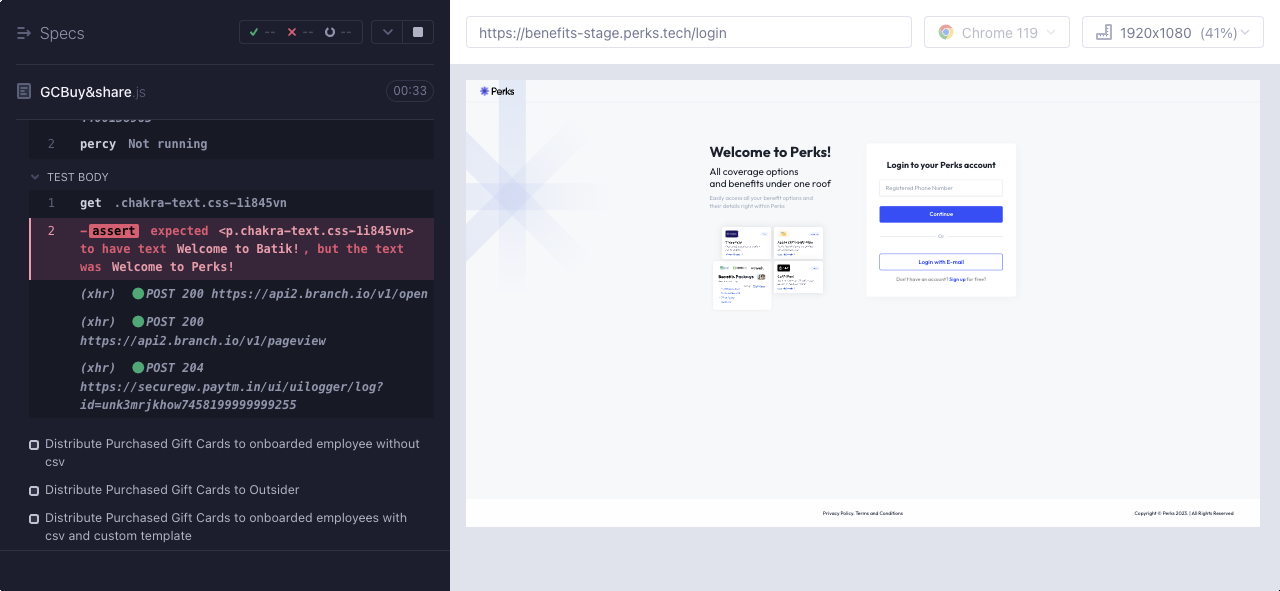 Specs
-- -- --
GCBuy&share.js
00:33
2 percy Not running
TEST BODY
1 get .chakra-text.css-1i845vn
2 -assert expected <p.chakra-text.css-1i845vn>
to have text Welcome to Batik!, but the text
was Welcome to Perks!
(xhr) POST 200 https://api2.branch.io/v1/open
(xhr) POST 200
https://api2.branch.io/v1/pageview
(xhr) POST 204
https://securegw.paytm.in/ui/uilogger/log?
id=unk3mrjkhow7458199999999255
Distribute Purchased Gift Cards to onboarded employee without
csv
Distribute Purchased Gift Cards to Outsider
Distribute Purchased Gift Cards to onboarded employees with
csv and custom template
https://benefits-stage.perks.tech/login
Chrome 119
1920x1080 (41%)
Perks
Welcome to Perks!
All coverage options
and benefits under one roof
Easily access all your benefit options and
their details right within Perks
Benefits Package
Login to your Perks account
Registered Phone Number
Continue
Or
Login with E-mail
Don't have an account? Sign up for free?
Privacy Policy. Terms and Conditions
Copyright © Perks 2023. | All Rights Reserved